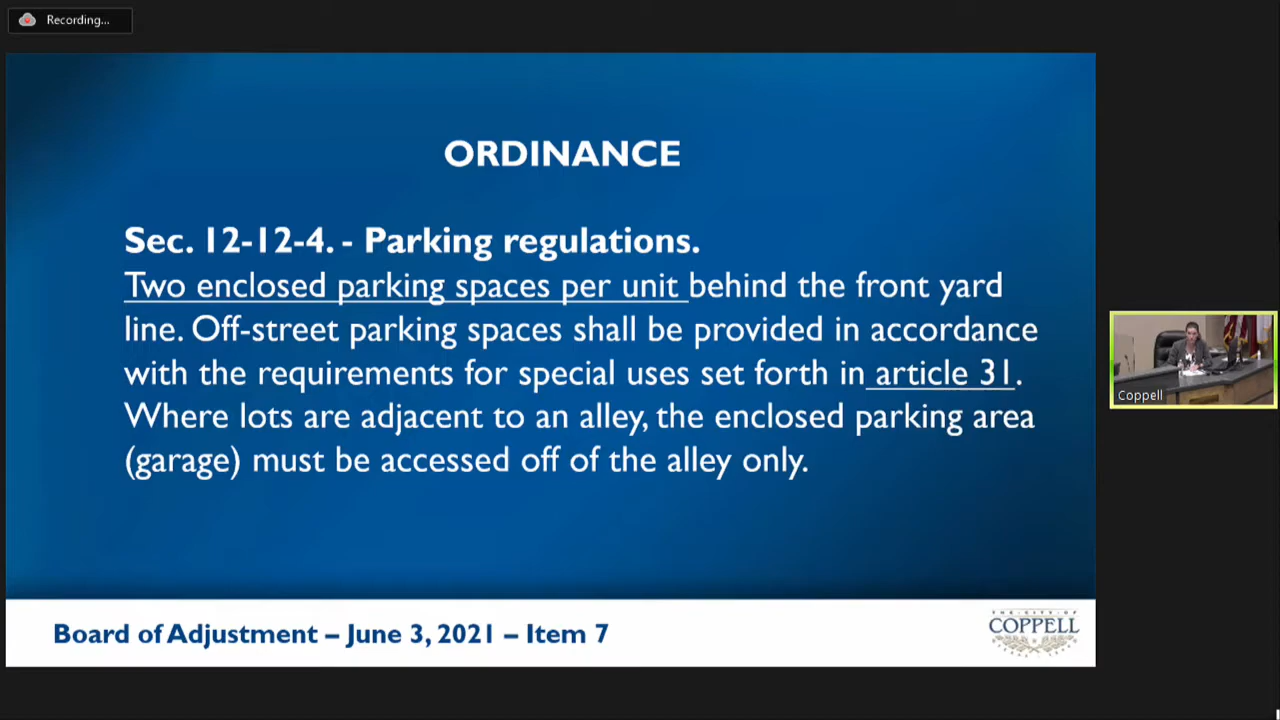 Recording...
ORDINANCE
Sec. 12-12-4. - Parking regulations.
Two enclosed parking spaces per unit behind the front yard
line. Off-street parking spaces shall be provided in accordance
with the requirements for special uses set forth in article 31.
Where lots are adjacent to an alley, the enclosed parking area
(garage) must be accessed off of the alley only.
Coppell
Board of Adjustment – June 3, 2021 – Item 7
THE CITY OF
COPPELL